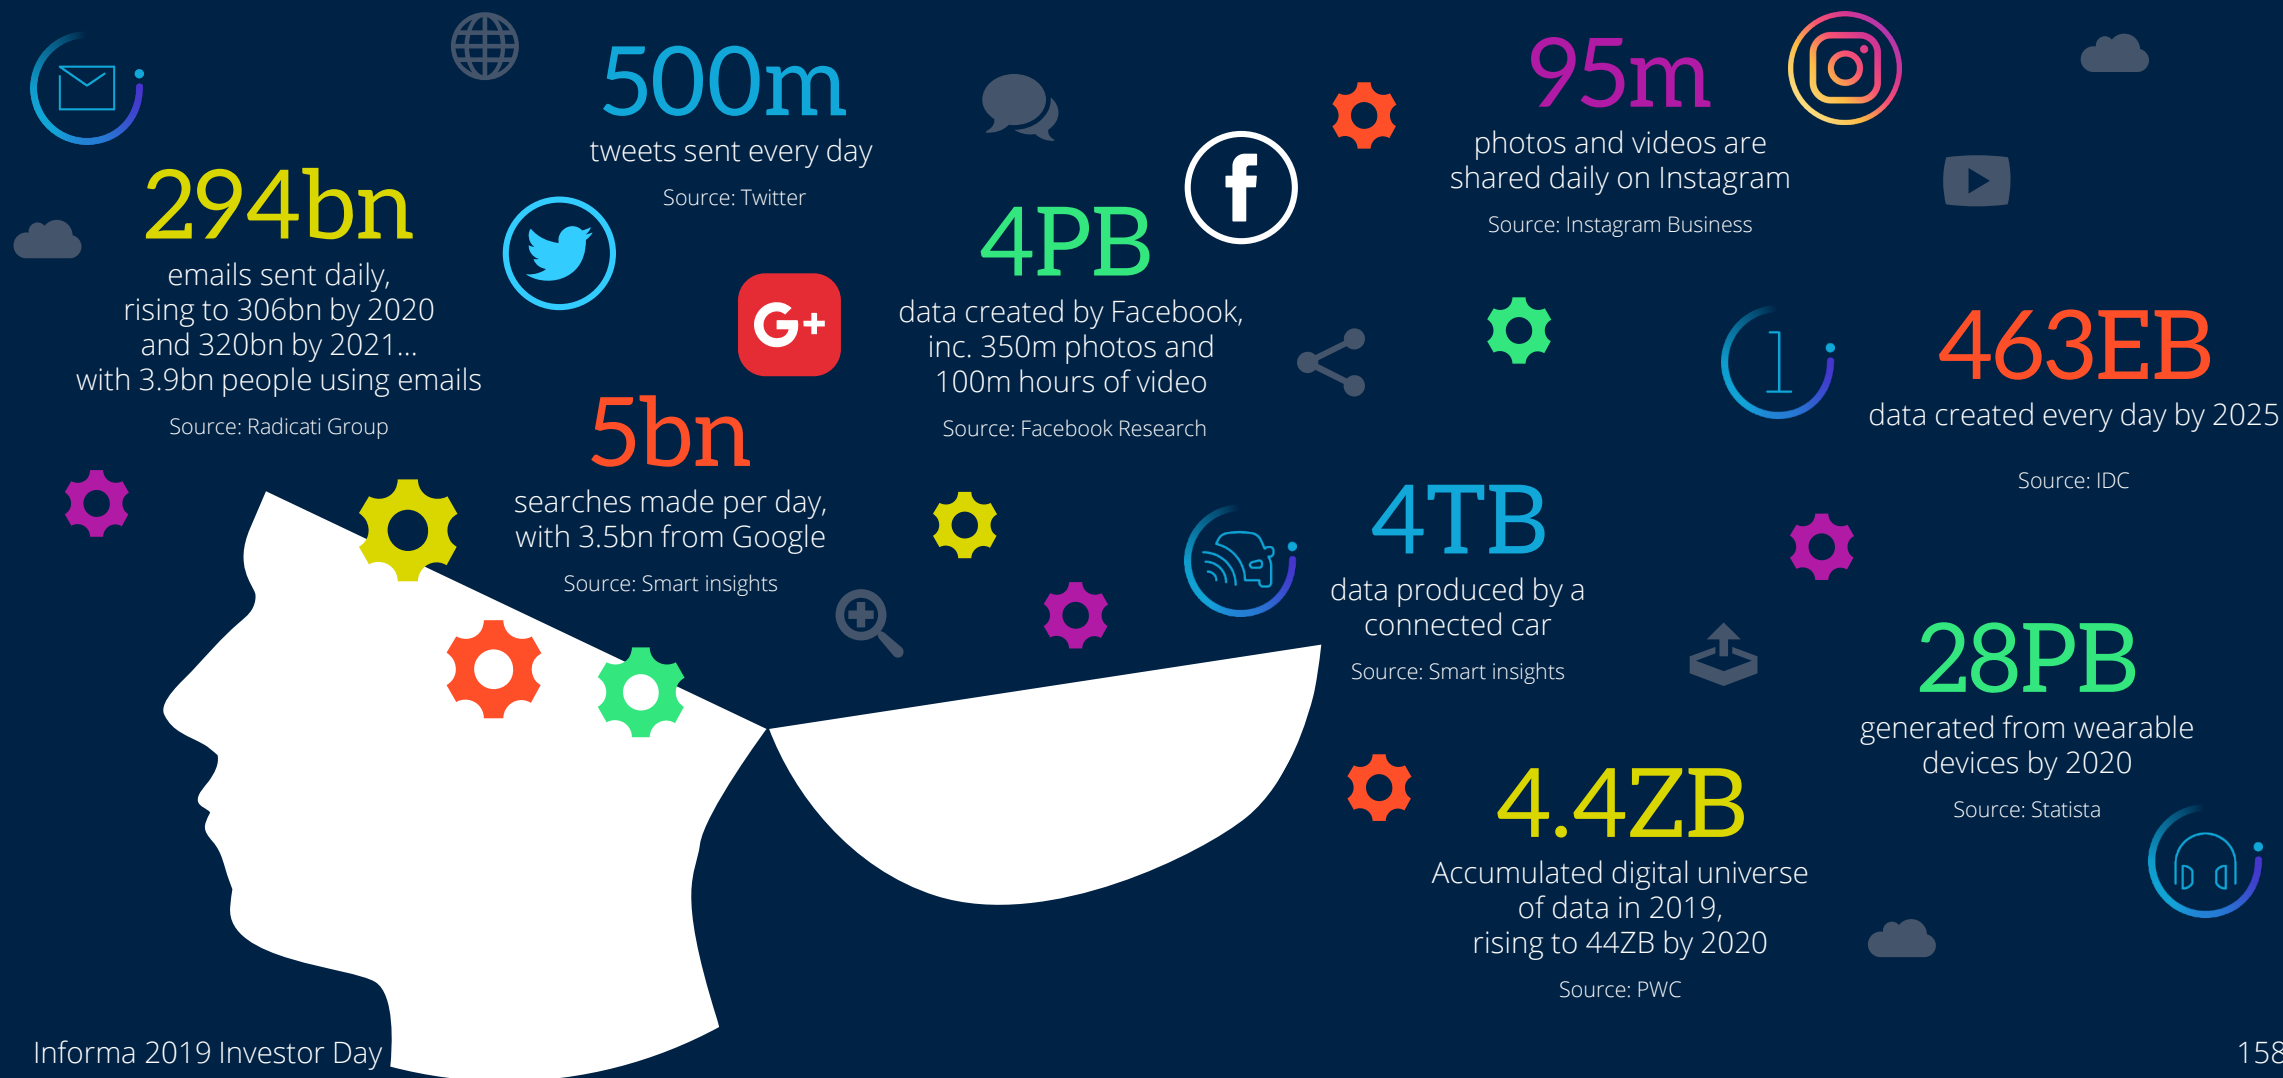 500m
tweets sent every day
Source: Twitter
95m
photos and videos are
shared daily on Instagram
Source: Instagram Business
294bn
emails sent daily,
rising to 306bn by 2020
and 320bn by 2021...
with 3.9bn people using emails
Source: Radicati Group
f
4PB
data created by Facebook,
inc. 350m photos and
100m hours of video
Source: Facebook Research
G+
5bn
searches made per day,
with 3.5bn from Google
Source: Smart insights
1
463EB
data created every day by 2025
Source: IDC
4TB
data produced by a
connected car
Source: Smart insights
28PB
generated from wearable
devices by 2020
Source: Statista
4.4ZB
Accumulated digital universe
of data in 2019,
rising to 44ZB by 2020
Source: PWC
Informa 2019 Investor Day
158